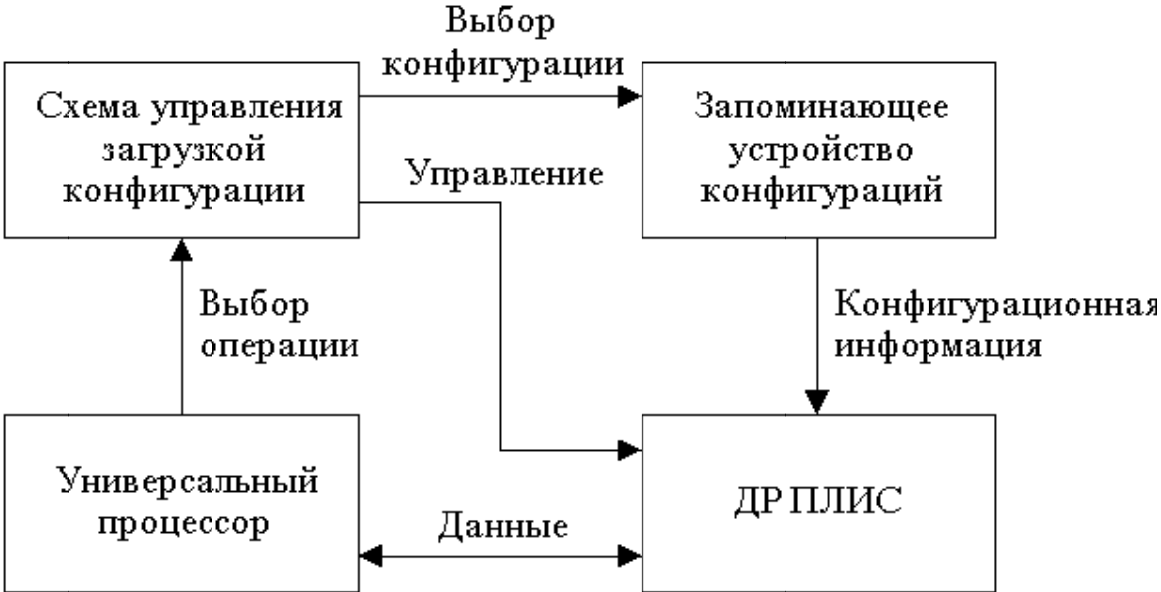 Выбор
конфигурации
Схема управления
загрузкой
конфигурации
Запоминающее
устройство
конфигураций
Управление
Выбор
операции
Конфигурационная
информация
Универсальный
процессор
Данные
ДР ПЛИС